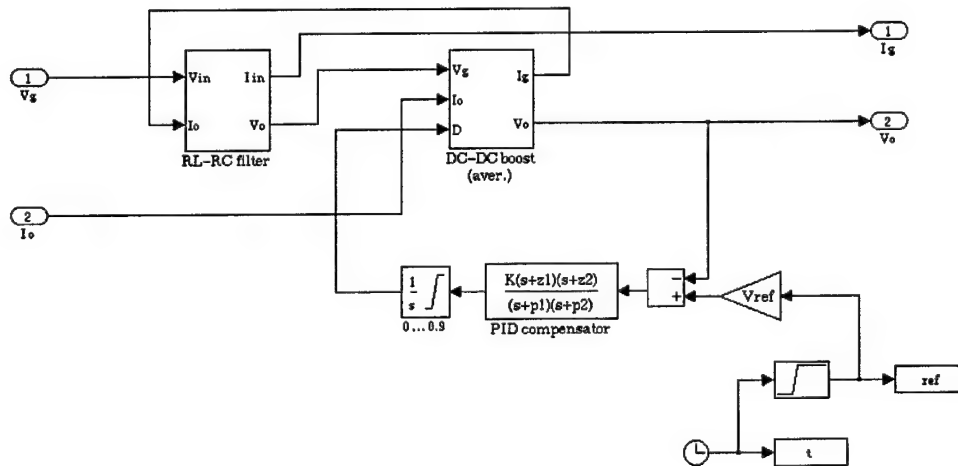 1
Ig
1
Vg
Vin
Iin
Io
Vo
RL-RC filter
Vg
Ig
Io
D
Vo
DC-DC boost
(aver.)
2
Vo
2
Io
1
s
0...0.9
K(s+z1)(s+z2)
(s+p1)(s+p2)
PID compensator
−
+
Vref
ref
t